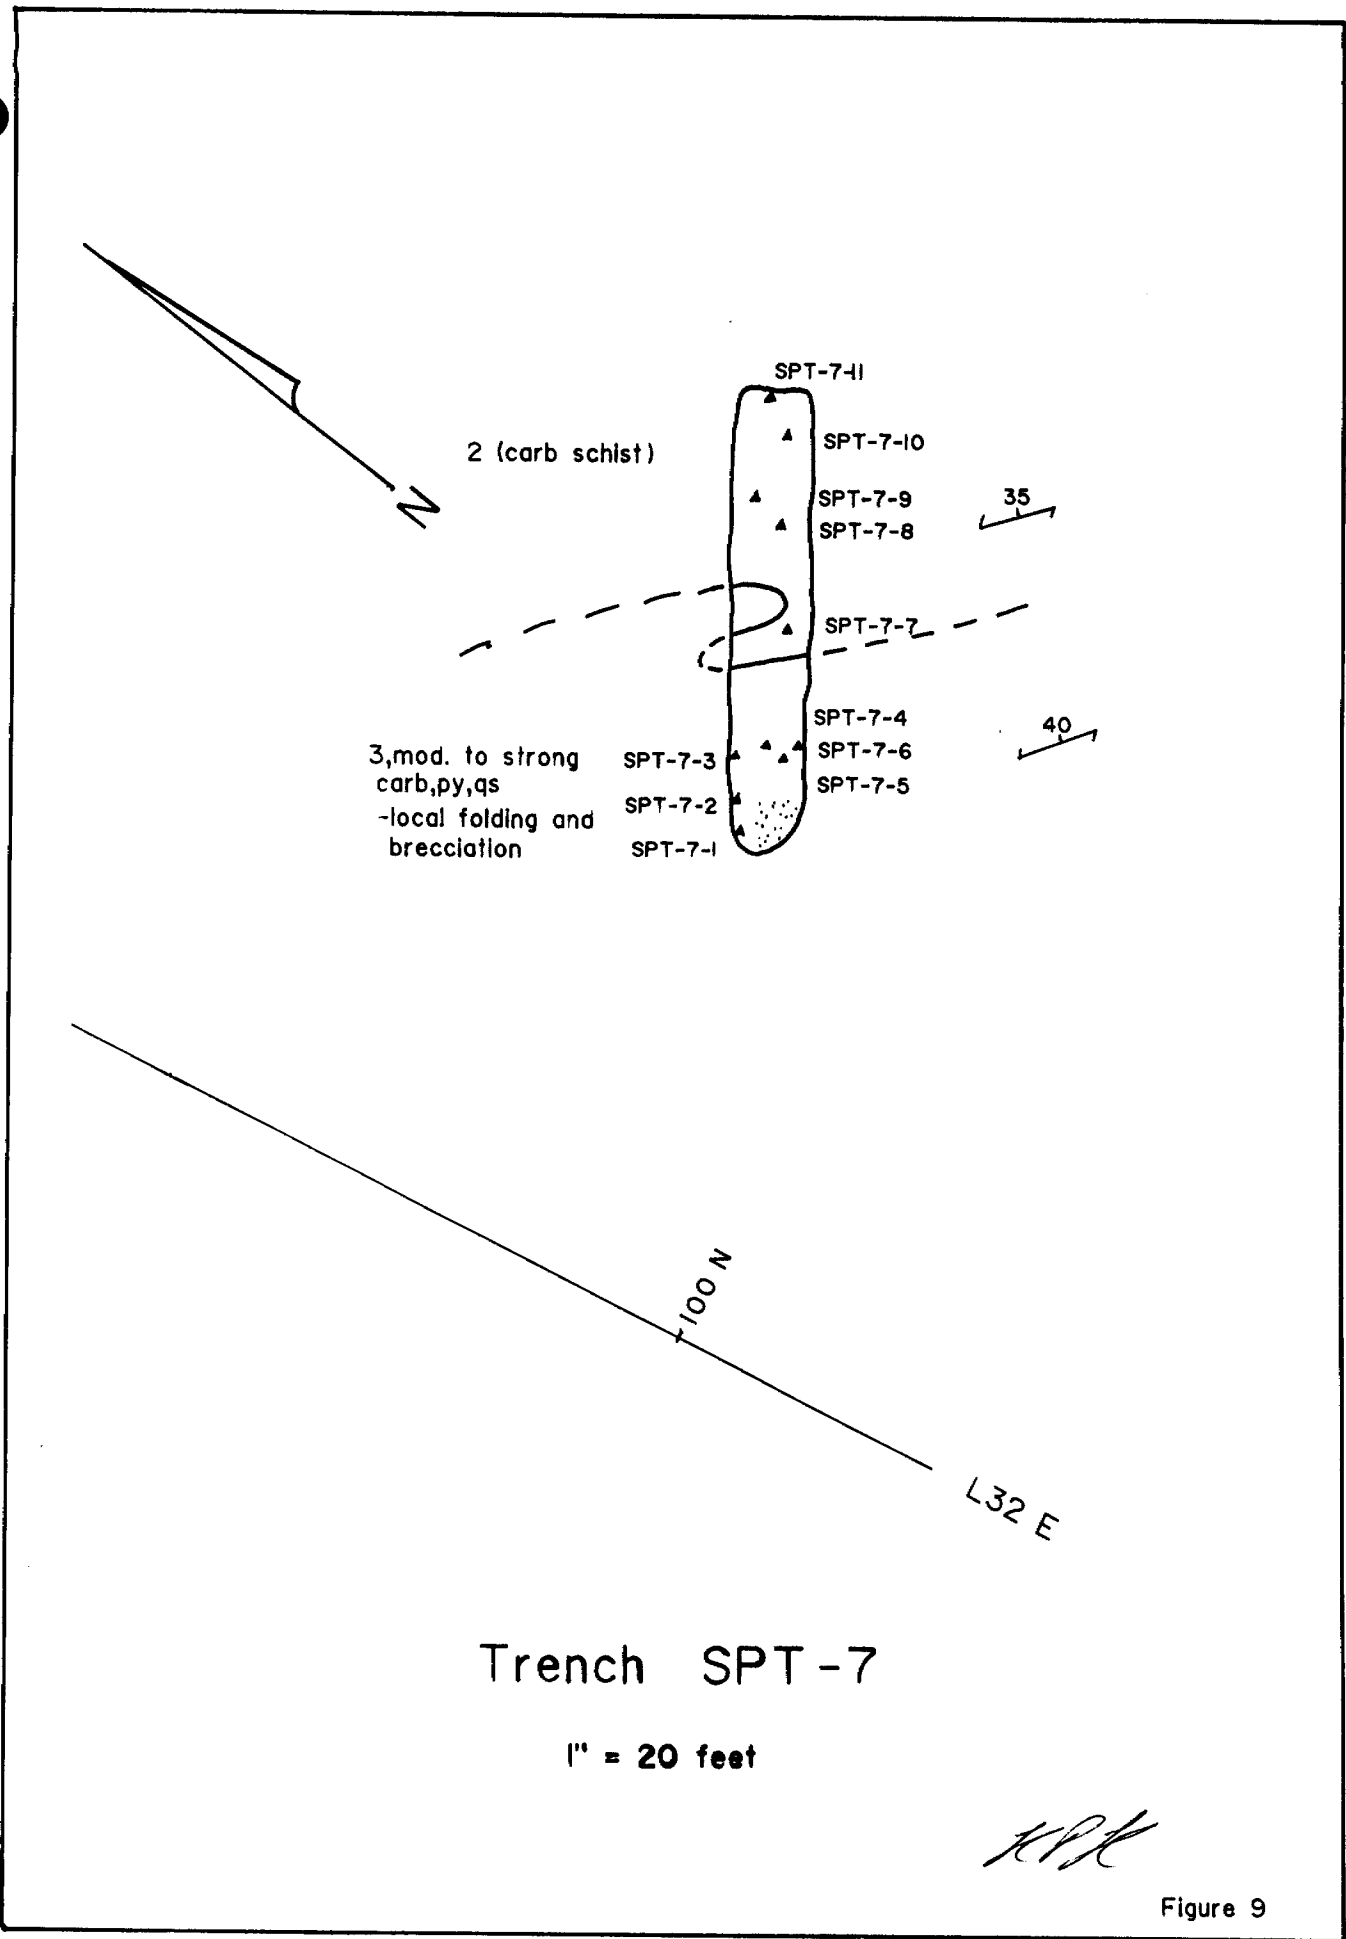 SPT-7-11
2 (carb schist)
SPT-7-10
SPT-7-9
35
SPT-7-8
N
SPT-7-7
SPT-7-4
40
3,mod. to strong
carb,py,qs
-local folding and
brecciation
SPT-7-3
SPT-7-6
SPT-7-5
SPT-7-2
SPT-7-1
100 N
L32 E
Trench SPT-7
1" = 20 feet
KPK
Figure 9